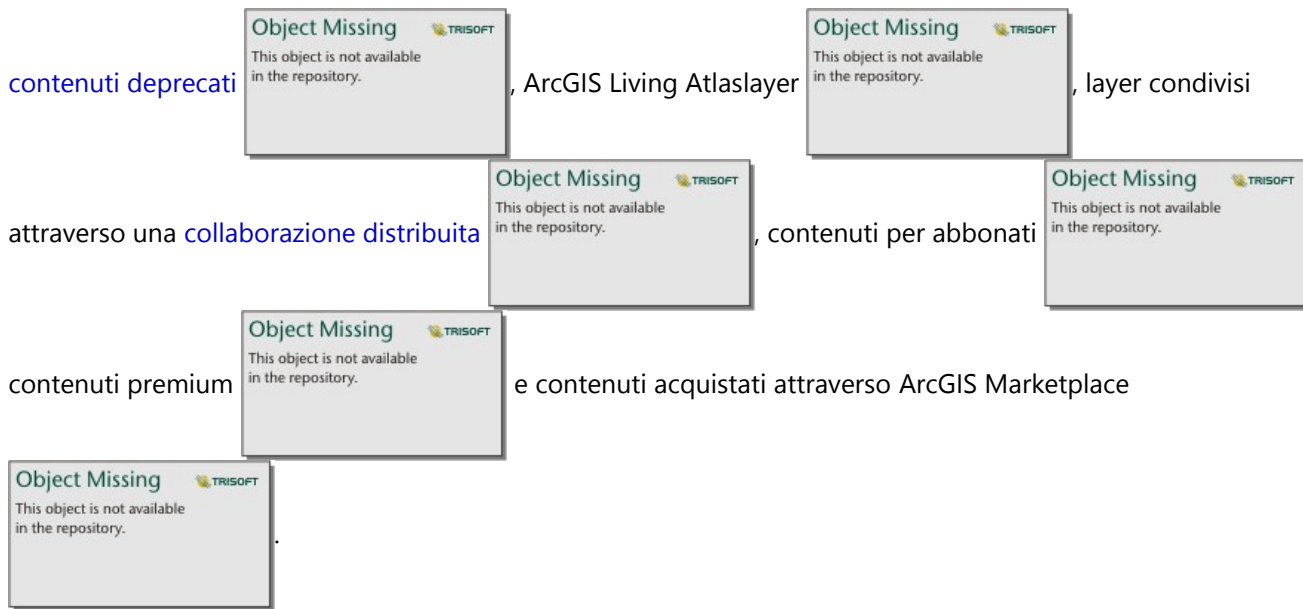 Object Missing TRISOFT Object Missing TRISOFT
This object is not available This object is not available
in the repository. in the repository.
contenuti deprecati , ArcGIS Living Atlaslayer , layer condivisi
Object Missing TRISOFT Object Missing TRISOFT
This object is not available This object is not available
in the repository. in the repository.
attraverso una collaborazione distribuita , contenuti per abbonati
Object Missing TRISOFT
This object is not available
in the repository.
contenuti premium e contenuti acquistati attraverso ArcGIS Marketplace
Object Missing TRISOFT
This object is not available
in the repository.
.